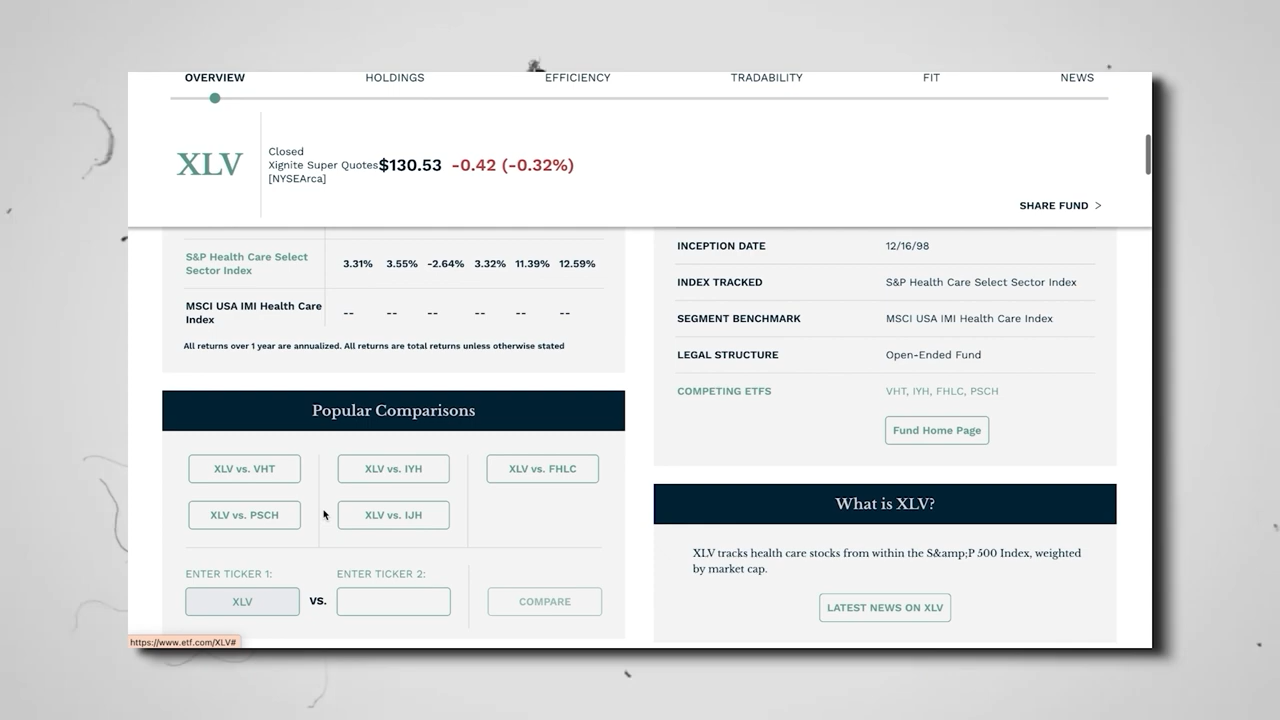 OVERVIEW HOLDINGS EFFICIENCY TRADABILITY FIT NEWS
XLV
Closed
Xignite Super Quotes
[NYSEArca]
$130.53 -0.42 (-0.32%)
SHARE FUND >
S&P Health Care Select
Sector Index
3.31% 3.55% -2.64% 3.32% 11.39% 12.59%
MSCI USA IMI Health Care
Index
-- -- -- -- -- --
All returns over 1 year are annualized. All returns are total returns unless otherwise stated
Popular Comparisons
XLV vs. VHT XLV vs. IYH XLV vs. FHLC
XLV vs. PSCH XLV vs. IJH
ENTER TICKER 1: ENTER TICKER 2:
XLV VS. COMPARE
https://www.etf.com/XLV#
INCEPTION DATE 12/16/98
INDEX TRACKED S&P Health Care Select Sector Index
SEGMENT BENCHMARK MSCI USA IMI Health Care Index
LEGAL STRUCTURE Open-Ended Fund
COMPETING ETFS VHT, IYH, FHLC, PSCH
Fund Home Page
What is XLV?
XLV tracks health care stocks from within the S&amp;P 500 Index, weighted
by market cap.
LATEST NEWS ON XLV